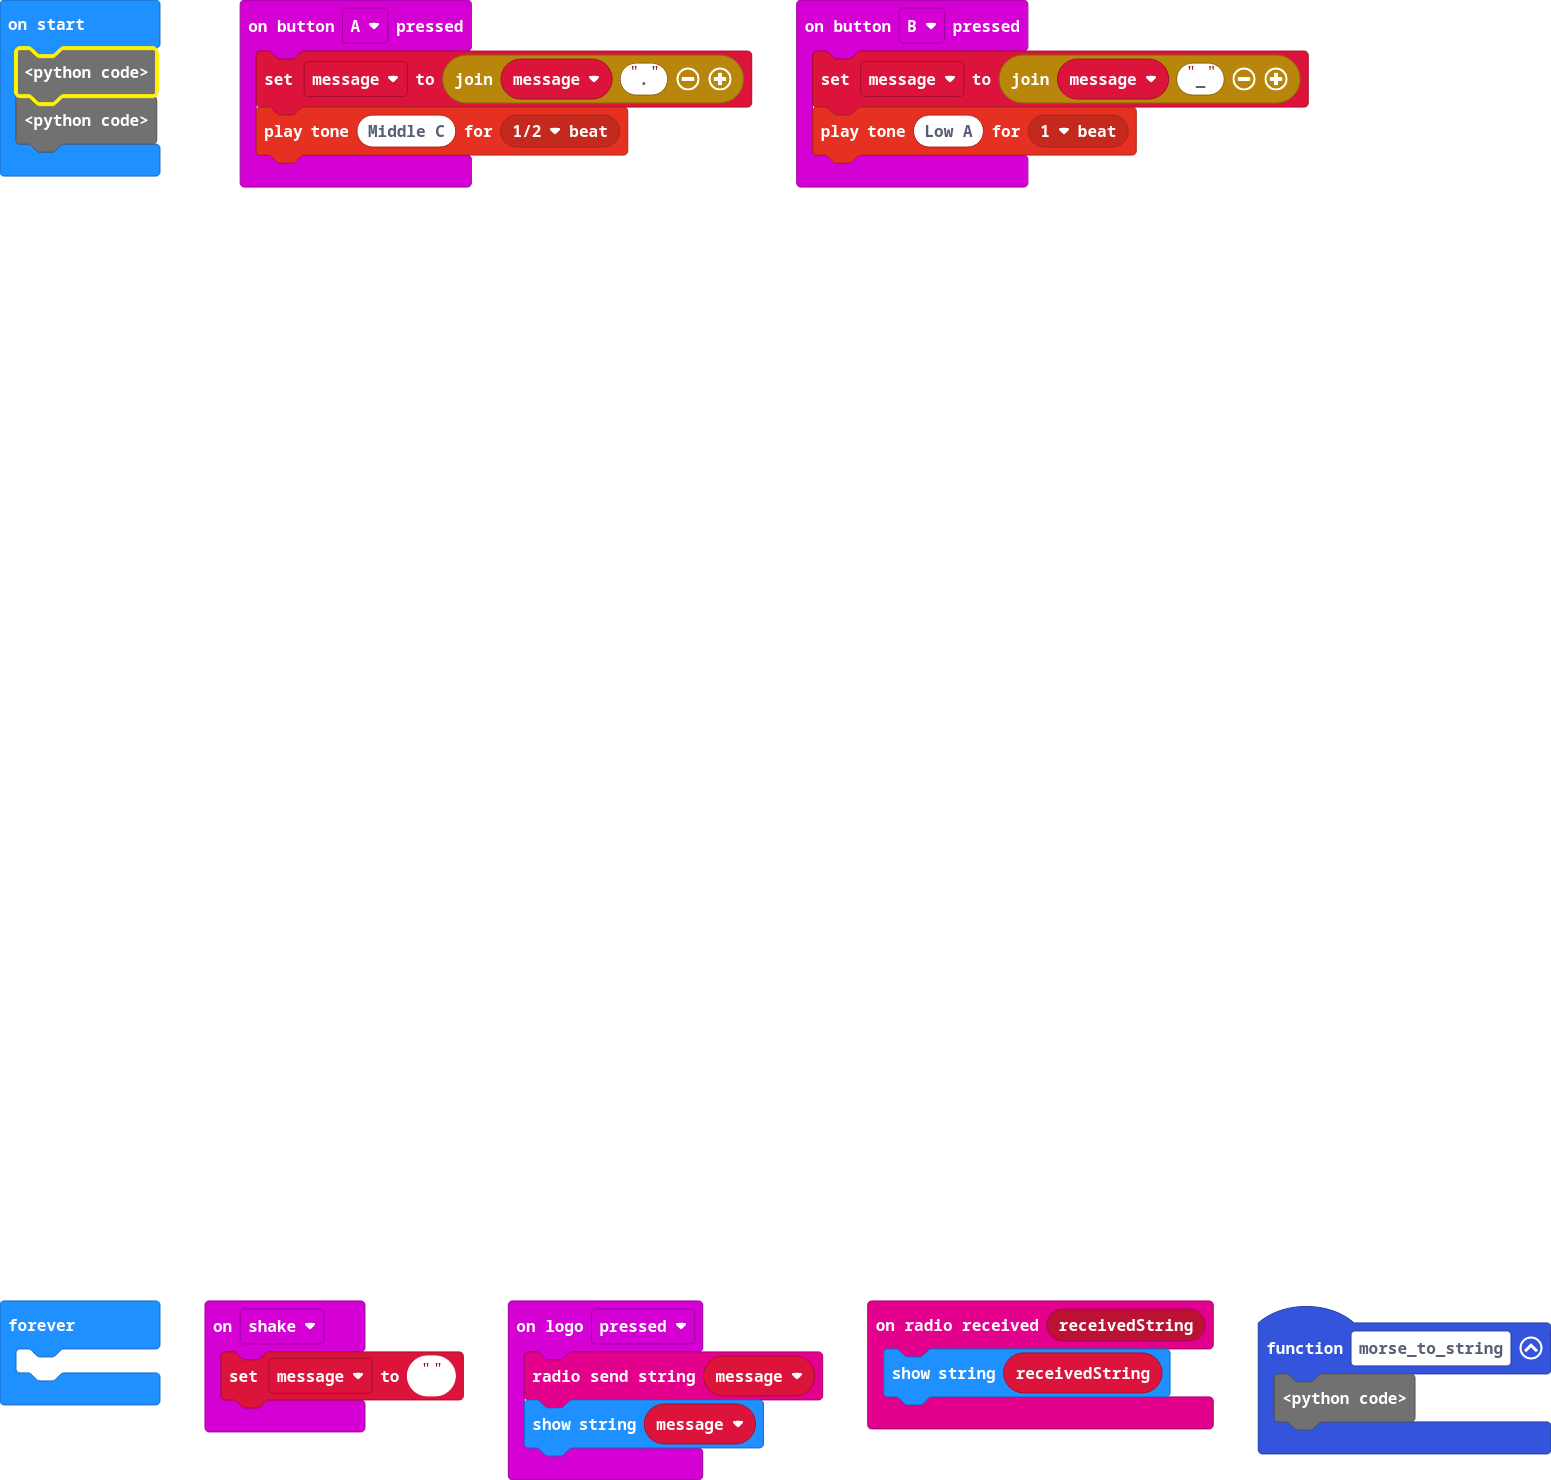 on start
<python code>
<python code>
on button A pressed
set message to join message "."
play tone Middle C for 1/2 beat
on button B pressed
set message to join message "_"
play tone Low A for 1 beat
forever
on shake
set message to " "
on logo pressed
radio send string message
show string message
on radio received receivedString
show string receivedString
function morse_to_string
<python code>